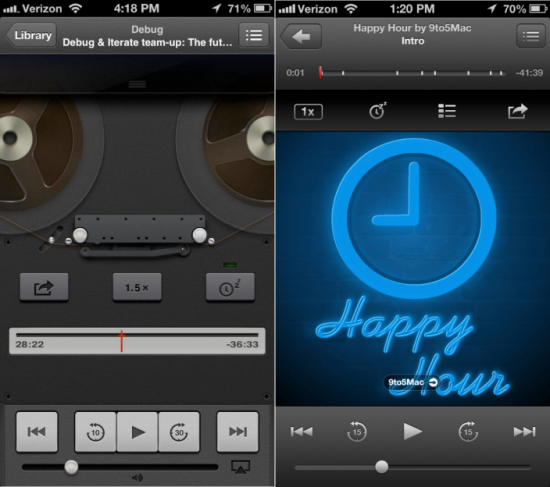 Verizon 4:18 PM 71%
Library
Debug
Debug & Iterate team-up: The fut...
1.5×
z
28:22 -36:33
10 30
Verizon 1:20 PM 70%
Happy Hour by 9to5Mac
Intro
0:01 -41:39
1x
zz
Happy
Hour
9to5Mac
15 15